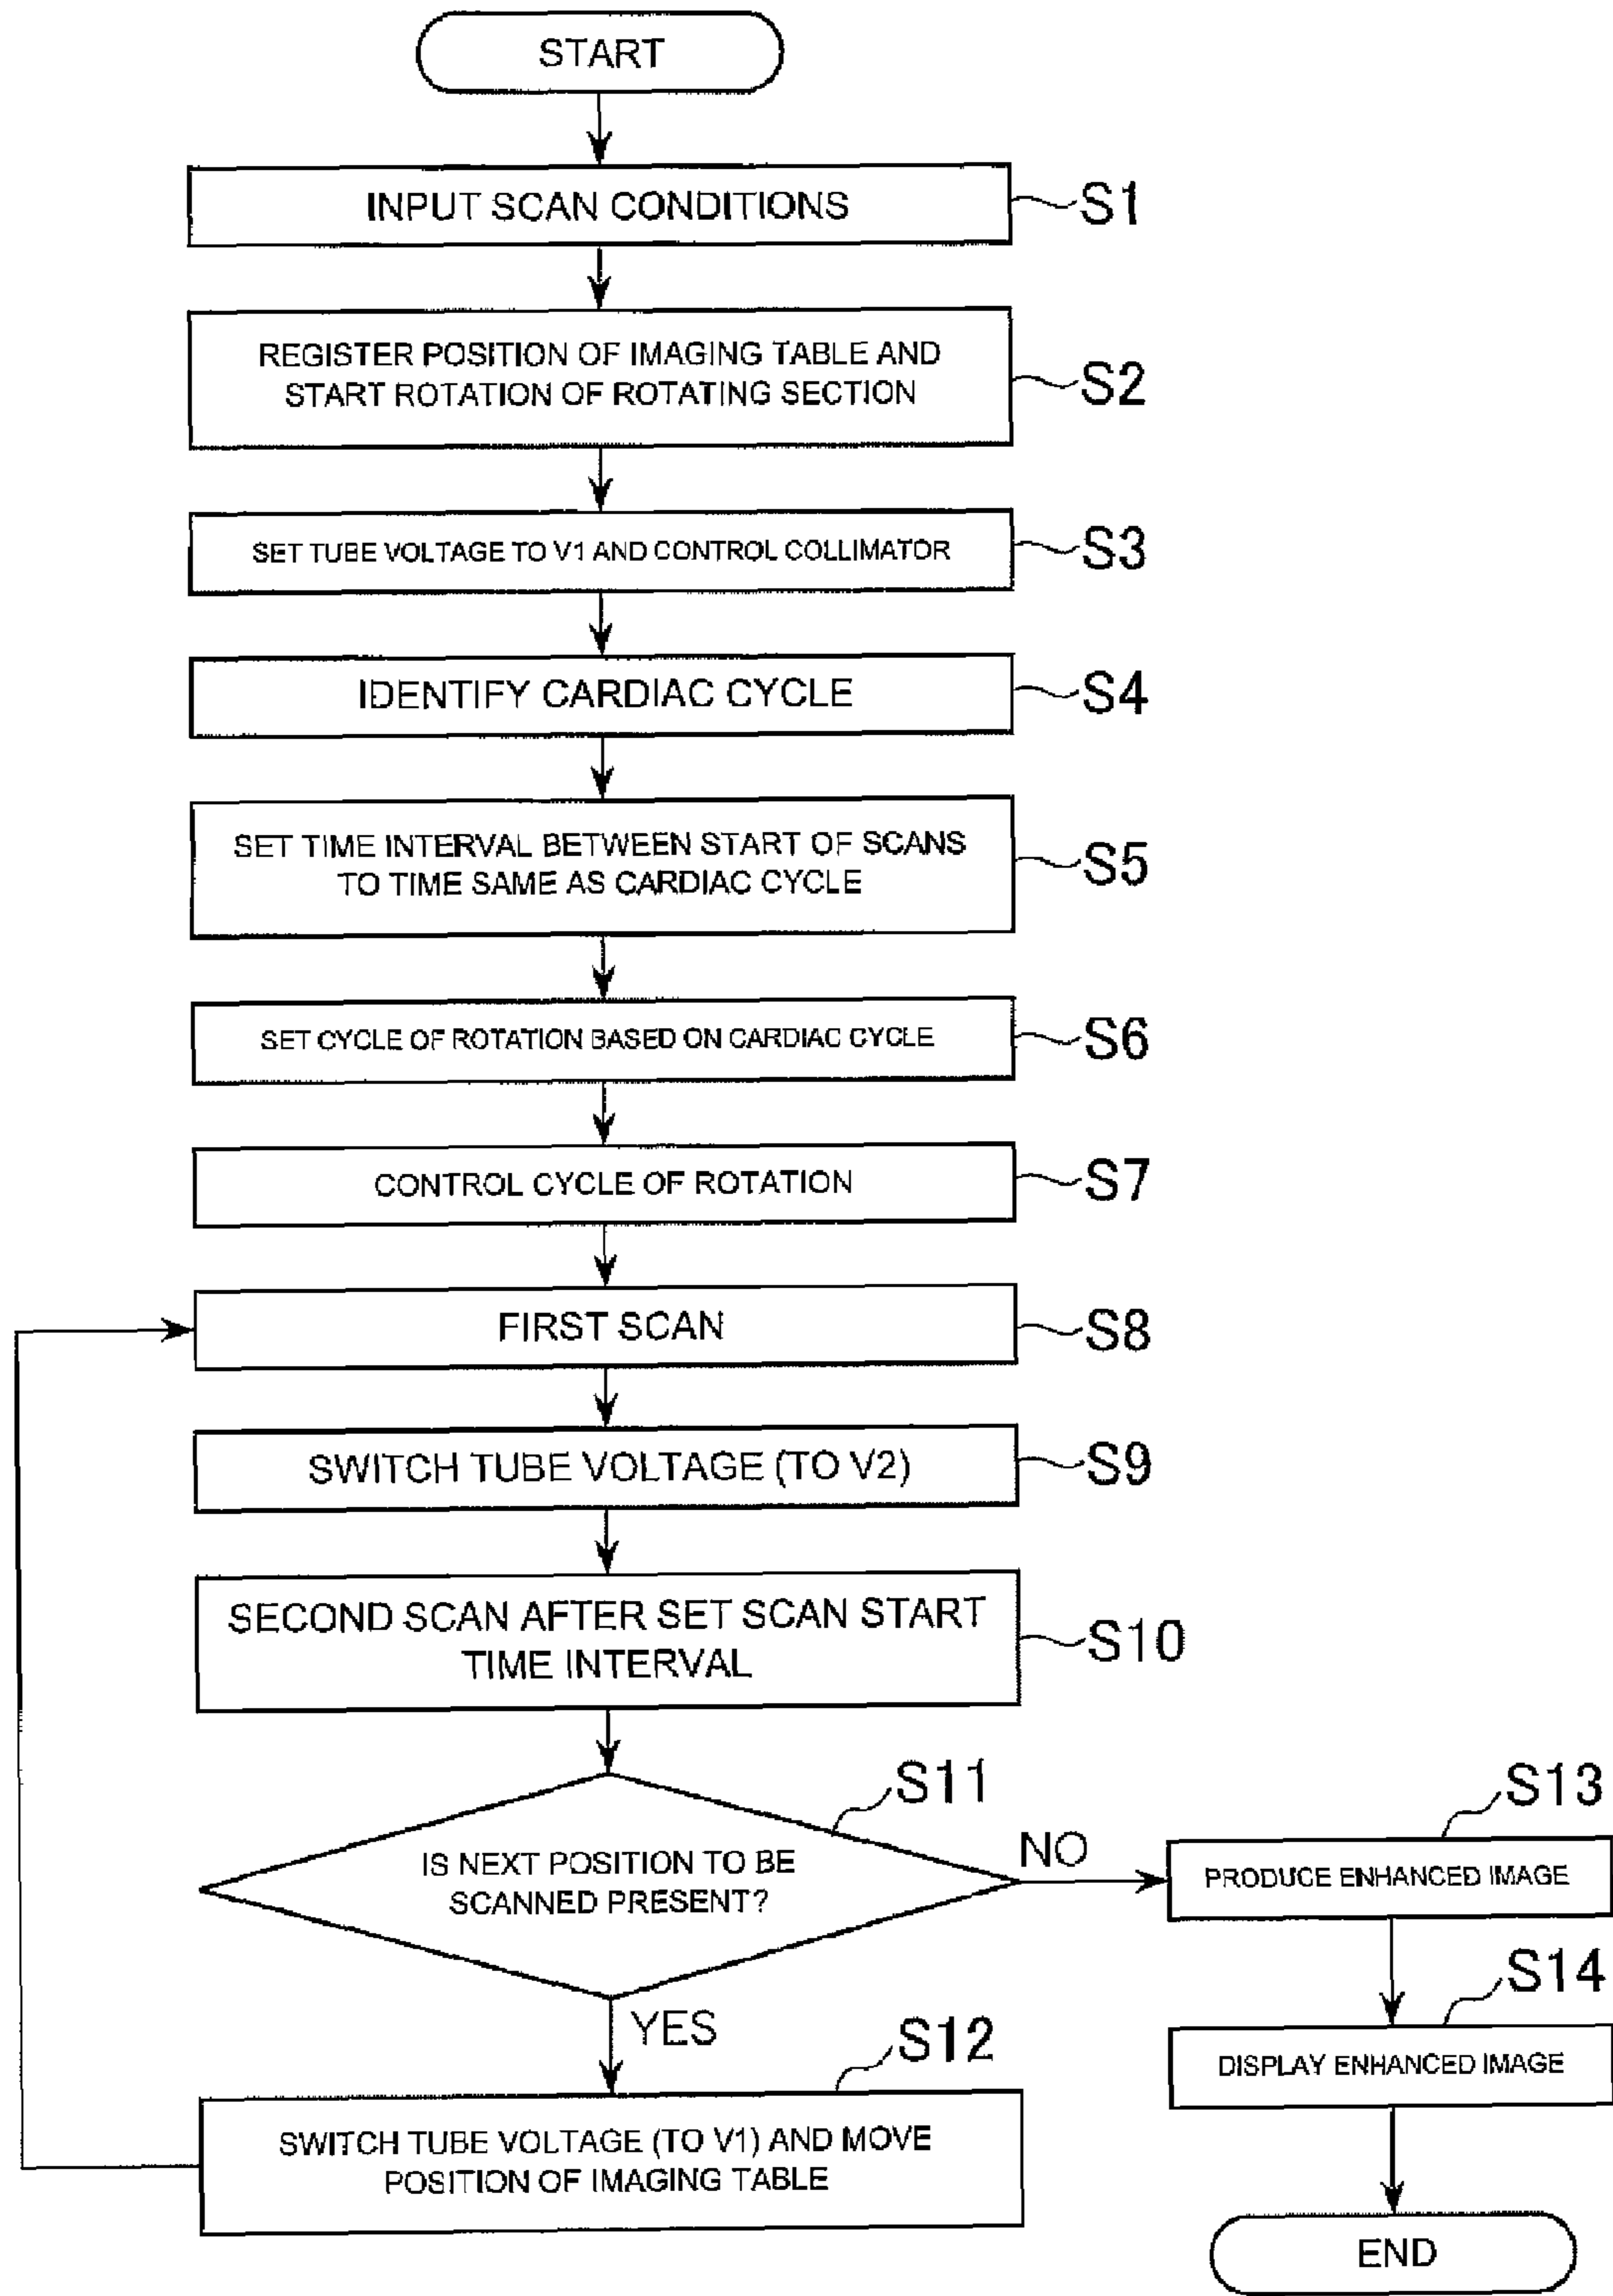 START
INPUT SCAN CONDITIONS
S1
REGISTER POSITION OF IMAGING TABLE AND
START ROTATION OF ROTATING SECTION
S2
SET TUBE VOLTAGE TO V1 AND CONTROL COLLIMATOR
S3
IDENTIFY CARDIAC CYCLE
S4
SET TIME INTERVAL BETWEEN START OF SCANS
TO TIME SAME AS CARDIAC CYCLE
S5
SET CYCLE OF ROTATION BASED ON CARDIAC CYCLE
S6
CONTROL CYCLE OF ROTATION
S7
FIRST SCAN
S8
SWITCH TUBE VOLTAGE (TO V2)
S9
SECOND SCAN AFTER SET SCAN START
TIME INTERVAL
S10
S11
IS NEXT POSITION TO BE
SCANNED PRESENT?
NO
YES
S12
SWITCH TUBE VOLTAGE (TO V1) AND MOVE
POSITION OF IMAGING TABLE
S13
PRODUCE ENHANCED IMAGE
S14
DISPLAY ENHANCED IMAGE
END